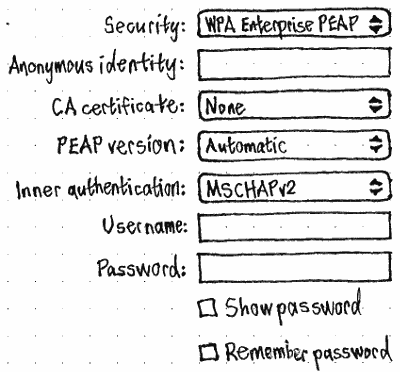 Security: WPA Enterprise PEAP
Anonymous identity:
CA certificate: None
PEAP version: Automatic
Inner authentication: MSCHAPv2
Username:
Password:
Show password
Remember password